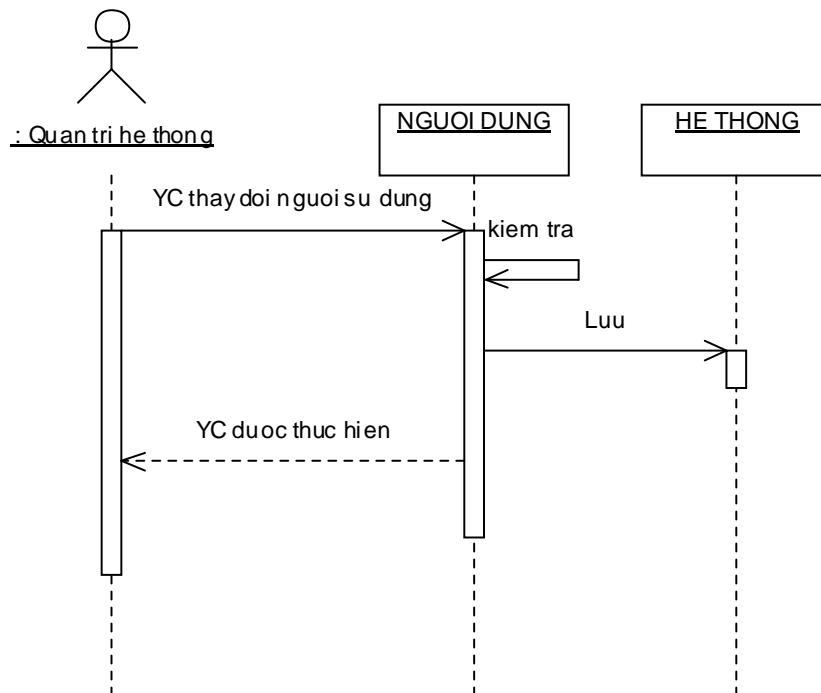 : Quan tri he thong
NGUOI DUNG
HE THONG
YC thay doi nguoi su dung
kiem tra
Luu
YC duoc thuc hien